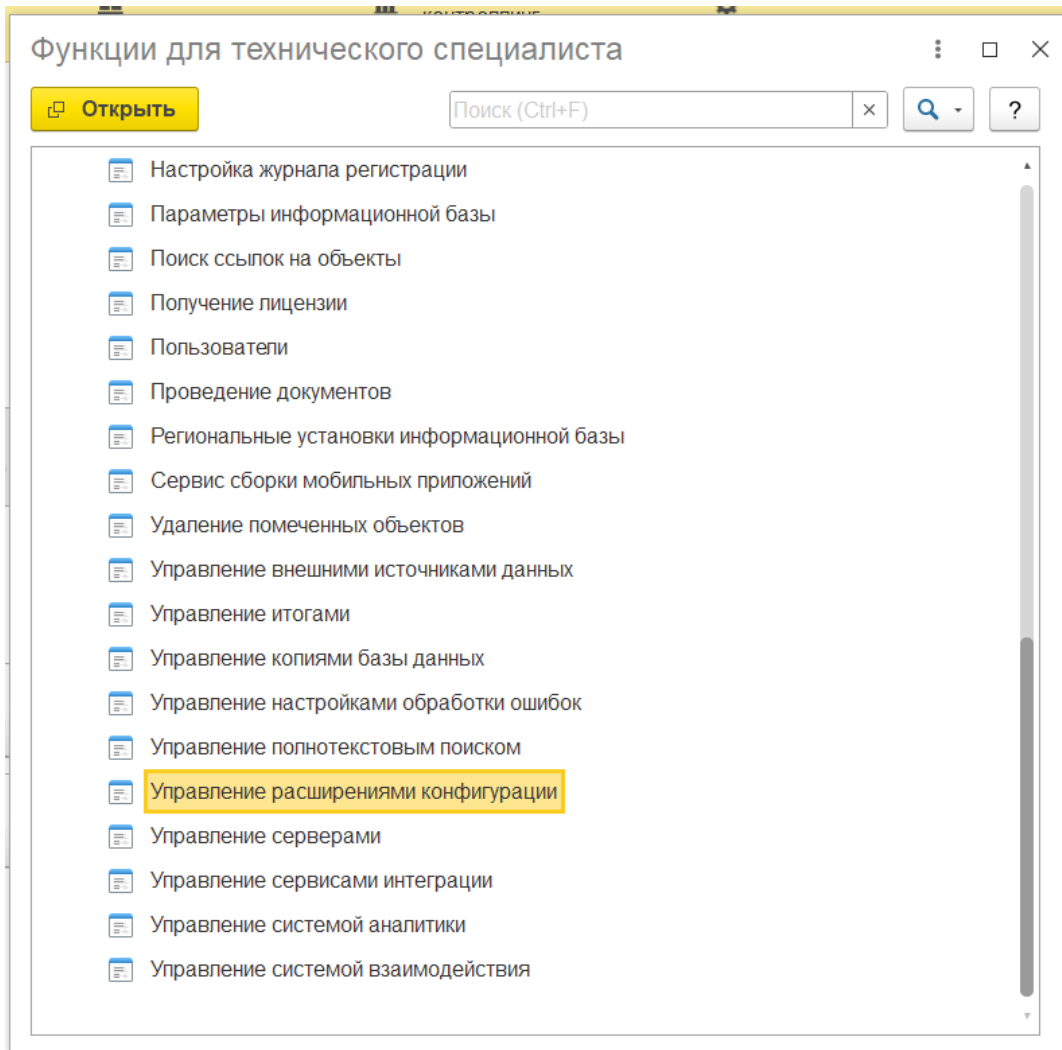 Функции для технического специалиста
Открыть
Поиск (Ctrl+F)
?
Настройка журнала регистрации
Параметры информационной базы
Поиск ссылок на объекты
Получение лицензии
Пользователи
Проведение документов
Региональные установки информационной базы
Сервис сборки мобильных приложений
Удаление помеченных объектов
Управление внешними источниками данных
Управление итогами
Управление копиями базы данных
Управление настройками обработки ошибок
Управление полнотекстовым поиском
Управление расширениями конфигурации
Управление серверами
Управление сервисами интеграции
Управление системой аналитики
Управление системой взаимодействия